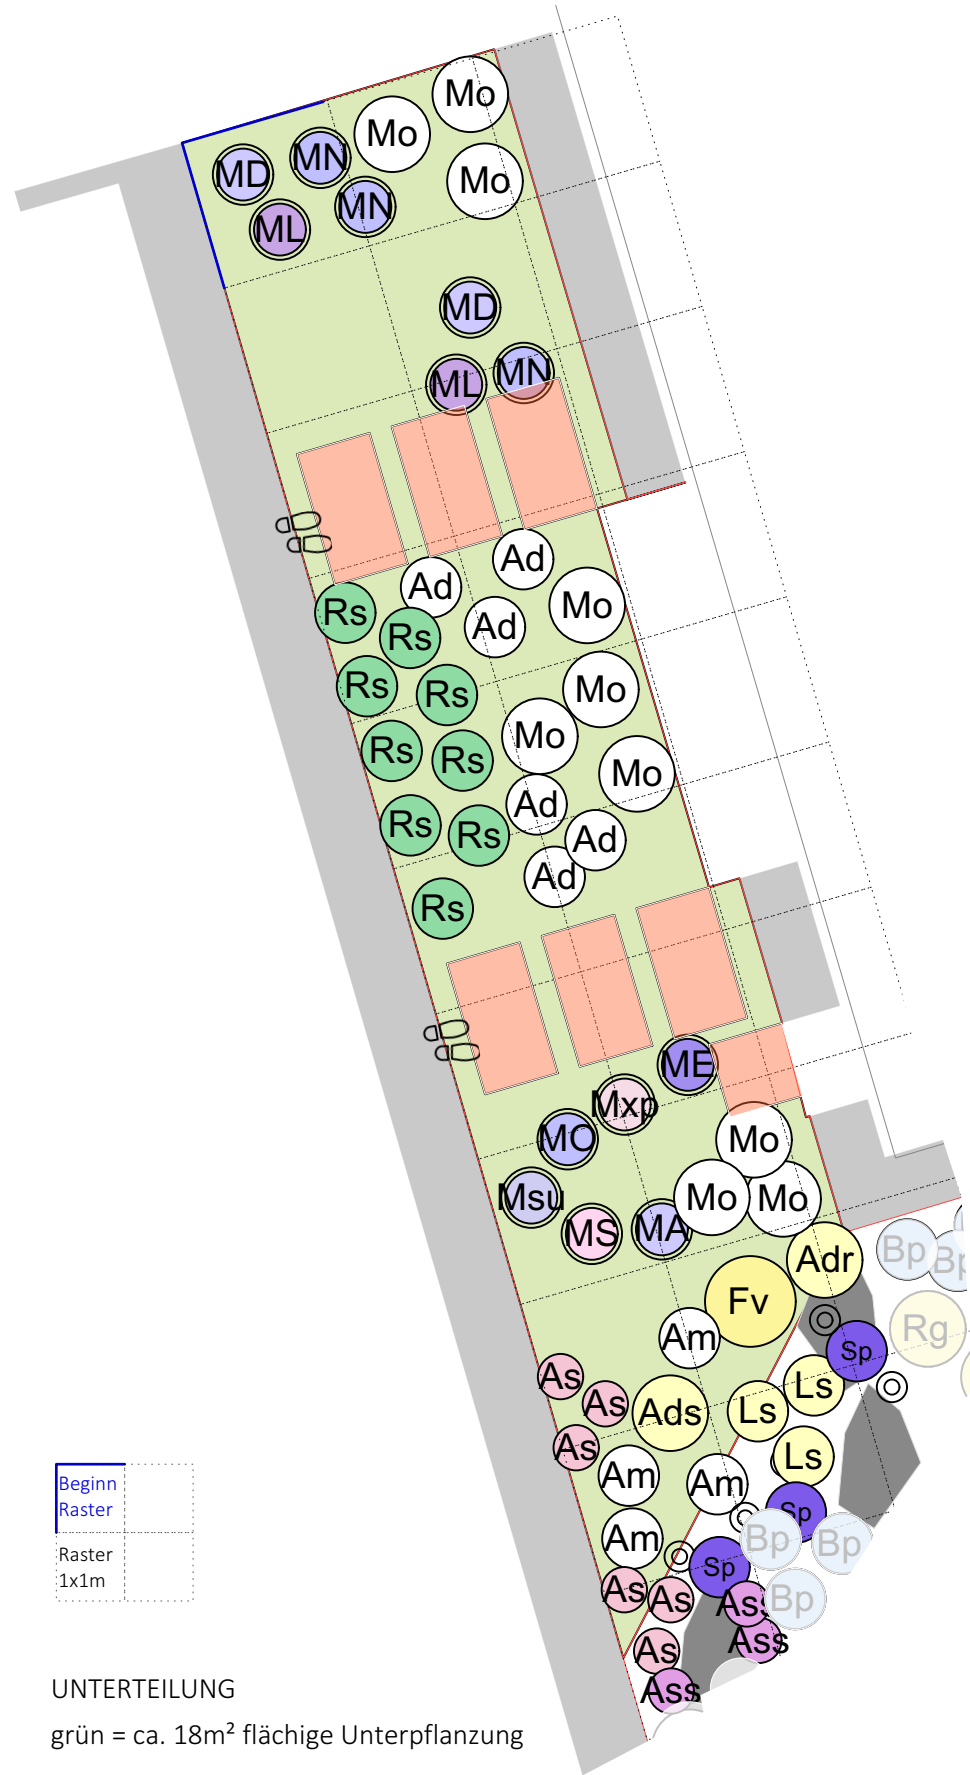 Mo
Mo
MN
MD
Mo
MN
ML
MD
MN
ML
Ad
Ad
Mo
Rs
Ad
Rs
Rs
Mo
Rs
Mo
Rs
Rs
Mo
Ad
Rs
Rs
Ad
Ad
Rs
ME
Mxp
MO
Mo
Msu
Mo
Mo
MS
MA
Adr
Bp
Fv
Rg
Am
Sp
As
Ls
As
Ads
Ls
As
Ls
Am
Am
Sp
Am
Bp
Bp
Sp
As
As
Ass
Bp
As
Ass
Ass
Beginn
Raster
Raster
1x1m
UNTERTEILUNG
grün = ca. 18m² flächige Unterpflanzung